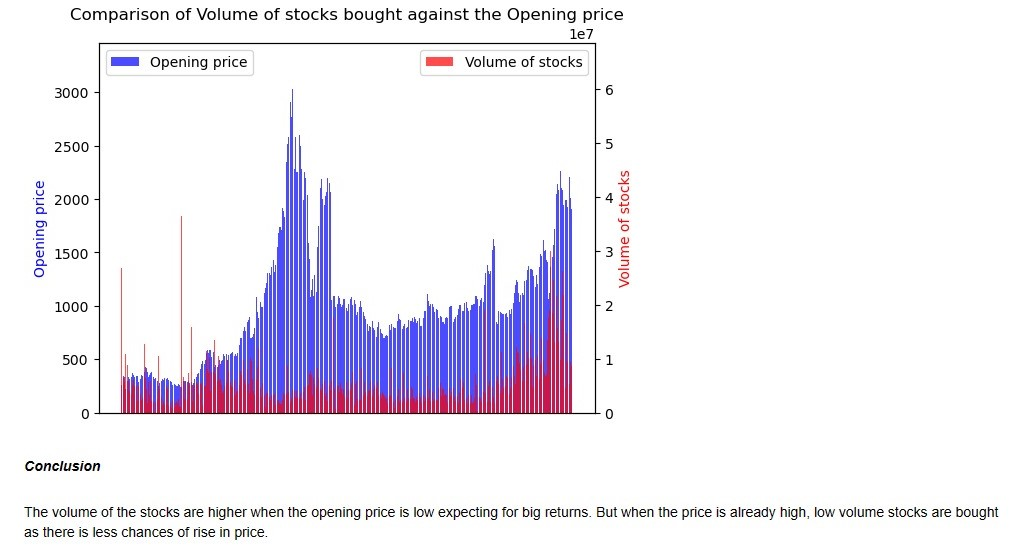 Comparison of Volume of stocks bought against the Opening price
1e7
Opening price
Volume of stocks
3000
2500
2000
1500
1000
500
0
Opening price
6
5
4
3
2
1
0
Volume of stocks
Conclusion
The volume of the stocks are higher when the opening price is low expecting for big returns. But when the price is already high, low volume stocks are bought
as there is less chances of rise in price.